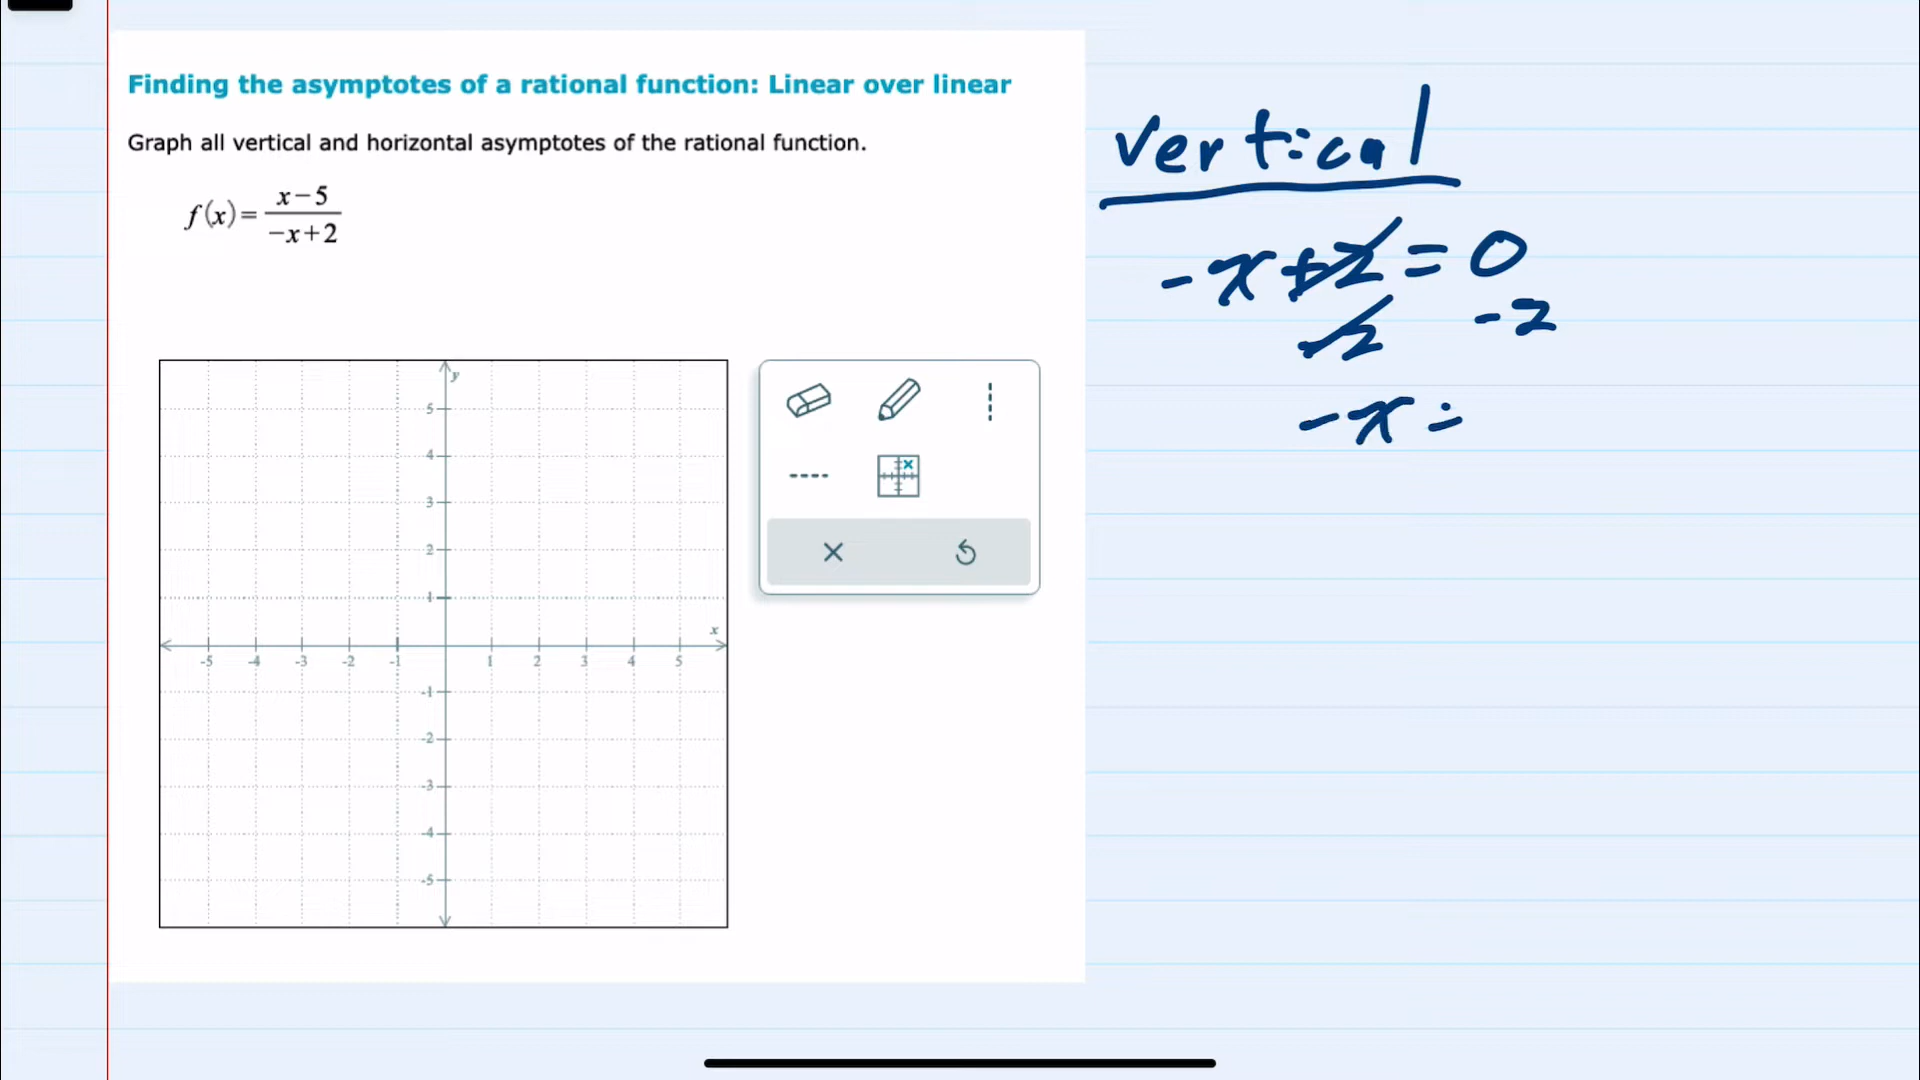 Finding the asymptotes of a rational function: Linear over linear
Graph all vertical and horizontal asymptotes of the rational function.
f(x)= x−5
−x+2
y
5
4
3
2
1
x
-5 -4 -3 -2 -1 1 2 3 4 5
-1
-2
-3
-4
-5
vertical
-x+2=0
-2 -2
-x=